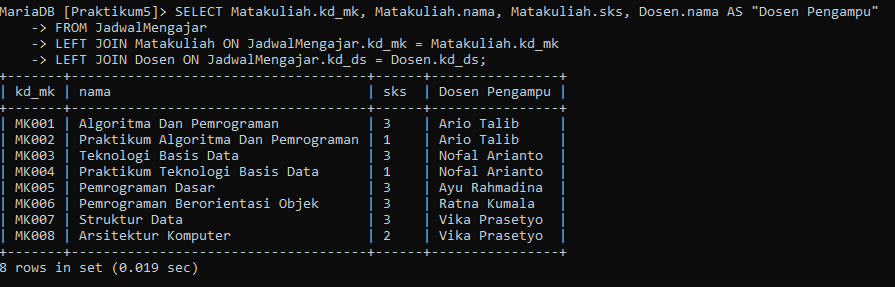 MariaDB [Praktikum5]> SELECT Matakuliah.kd_mk, Matakuliah.nama, Matakuliah.sks, Dosen.nama AS "Dosen Pengampu"
    -> FROM JadwalMengajar
    -> LEFT JOIN Matakuliah ON JadwalMengajar.kd_mk = Matakuliah.kd_mk
    -> LEFT JOIN Dosen ON JadwalMengajar.kd_ds = Dosen.kd_ds;
+-------+-----------------------------------+------+----------------+
| kd_mk | nama                              | sks  | Dosen Pengampu |
+-------+-----------------------------------+------+----------------+
| MK001 | Algoritma Dan Pemrograman         | 3    | Ario Talib     |
| MK002 | Praktikum Algoritma Dan Pemrograman | 1    | Ario Talib     |
| MK003 | Teknologi Basis Data              | 3    | Nofal Arianto  |
| MK004 | Praktikum Teknologi Basis Data    | 1    | Nofal Arianto  |
| MK005 | Pemrograman Dasar                 | 3    | Ayu Rahmadina  |
| MK006 | Pemrograman Berorientasi Objek    | 3    | Ratna Kumala   |
| MK007 | Struktur Data                     | 3    | Vika Prasetyo  |
| MK008 | Arsitektur Komputer               | 2    | Vika Prasetyo  |
+-------+-----------------------------------+------+----------------+
8 rows in set (0.019 sec)